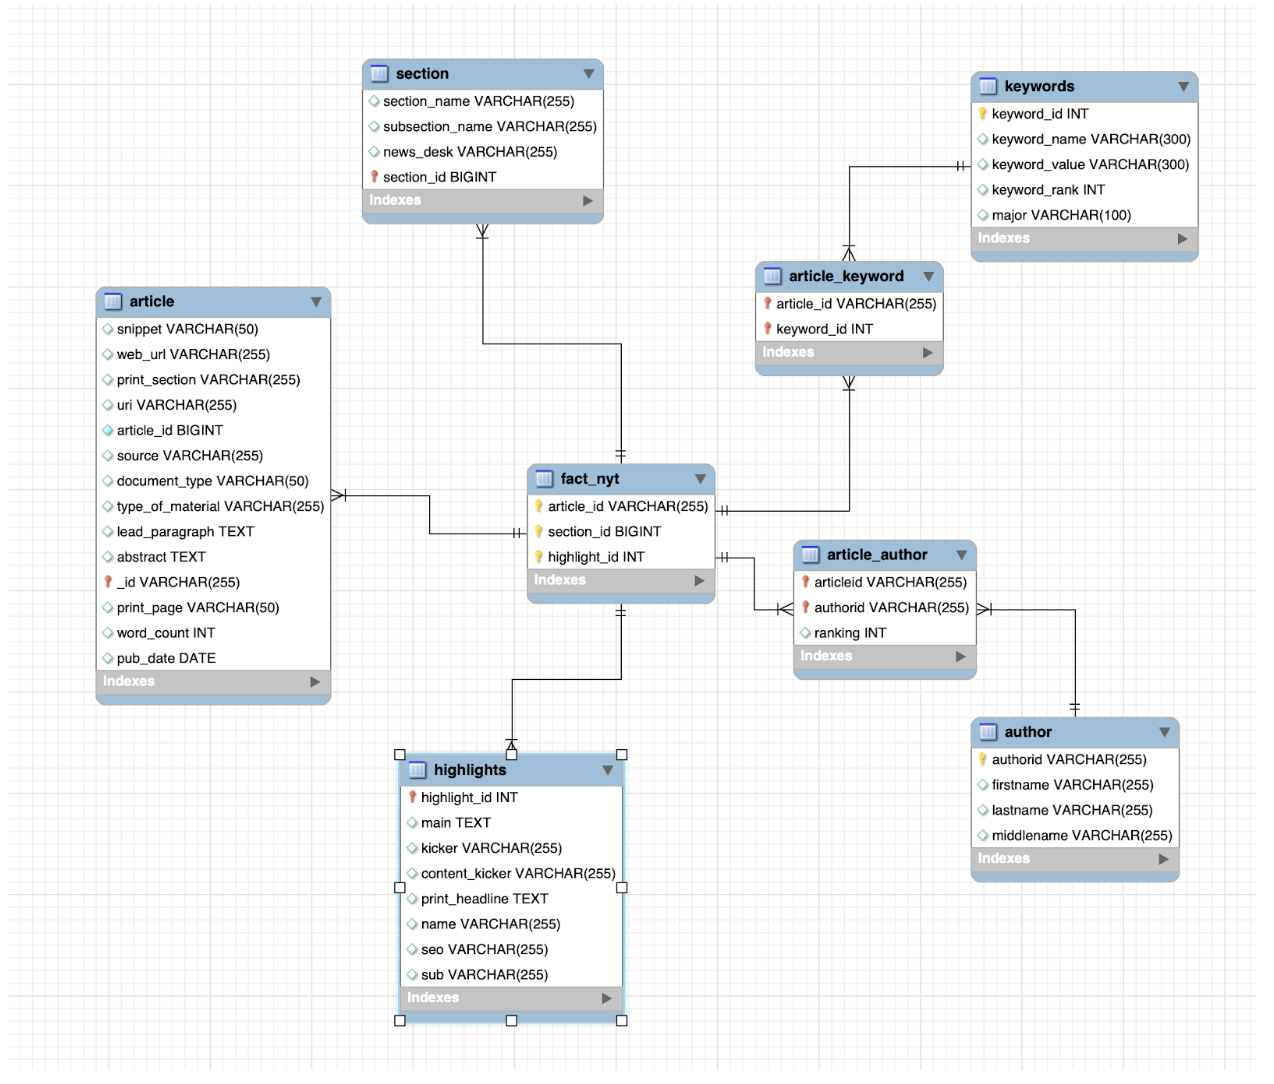 section
section_name VARCHAR(255)
subsection_name VARCHAR(255)
news_desk VARCHAR(255)
section_id BIGINT
Indexes
keywords
keyword_id INT
keyword_name VARCHAR(300)
keyword_value VARCHAR(300)
keyword_rank INT
major VARCHAR(100)
Indexes
article_keyword
article_id VARCHAR(255)
keyword_id INT
Indexes
article
snippet VARCHAR(50)
web_url VARCHAR(255)
print_section VARCHAR(255)
uri VARCHAR(255)
article_id BIGINT
source VARCHAR(255)
document_type VARCHAR(50)
type_of_material VARCHAR(255)
lead_paragraph TEXT
abstract TEXT
_id VARCHAR(255)
print_page VARCHAR(50)
word_count INT
pub_date DATE
Indexes
fact_nyt
article_id VARCHAR(255)
section_id BIGINT
highlight_id INT
Indexes
article_author
articleid VARCHAR(255)
authorid VARCHAR(255)
ranking INT
Indexes
author
authorid VARCHAR(255)
firstname VARCHAR(255)
lastname VARCHAR(255)
middlename VARCHAR(255)
Indexes
highlights
highlight_id INT
main TEXT
kicker VARCHAR(255)
content_kicker VARCHAR(255)
print_headline TEXT
name VARCHAR(255)
seo VARCHAR(255)
sub VARCHAR(255)
Indexes